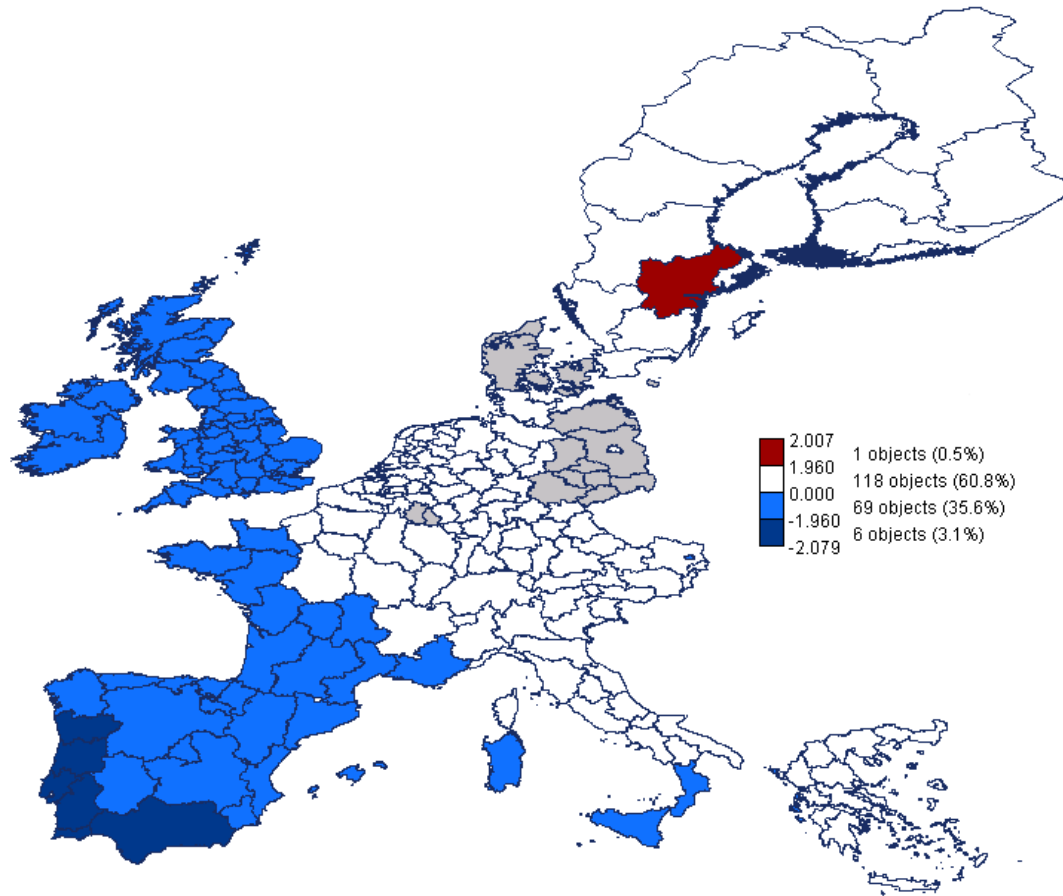 2.007
1 objects (0.5%)
1.960
118 objects (60.8%)
0.000
69 objects (35.6%)
-1.960
6 objects (3.1%)
-2.079